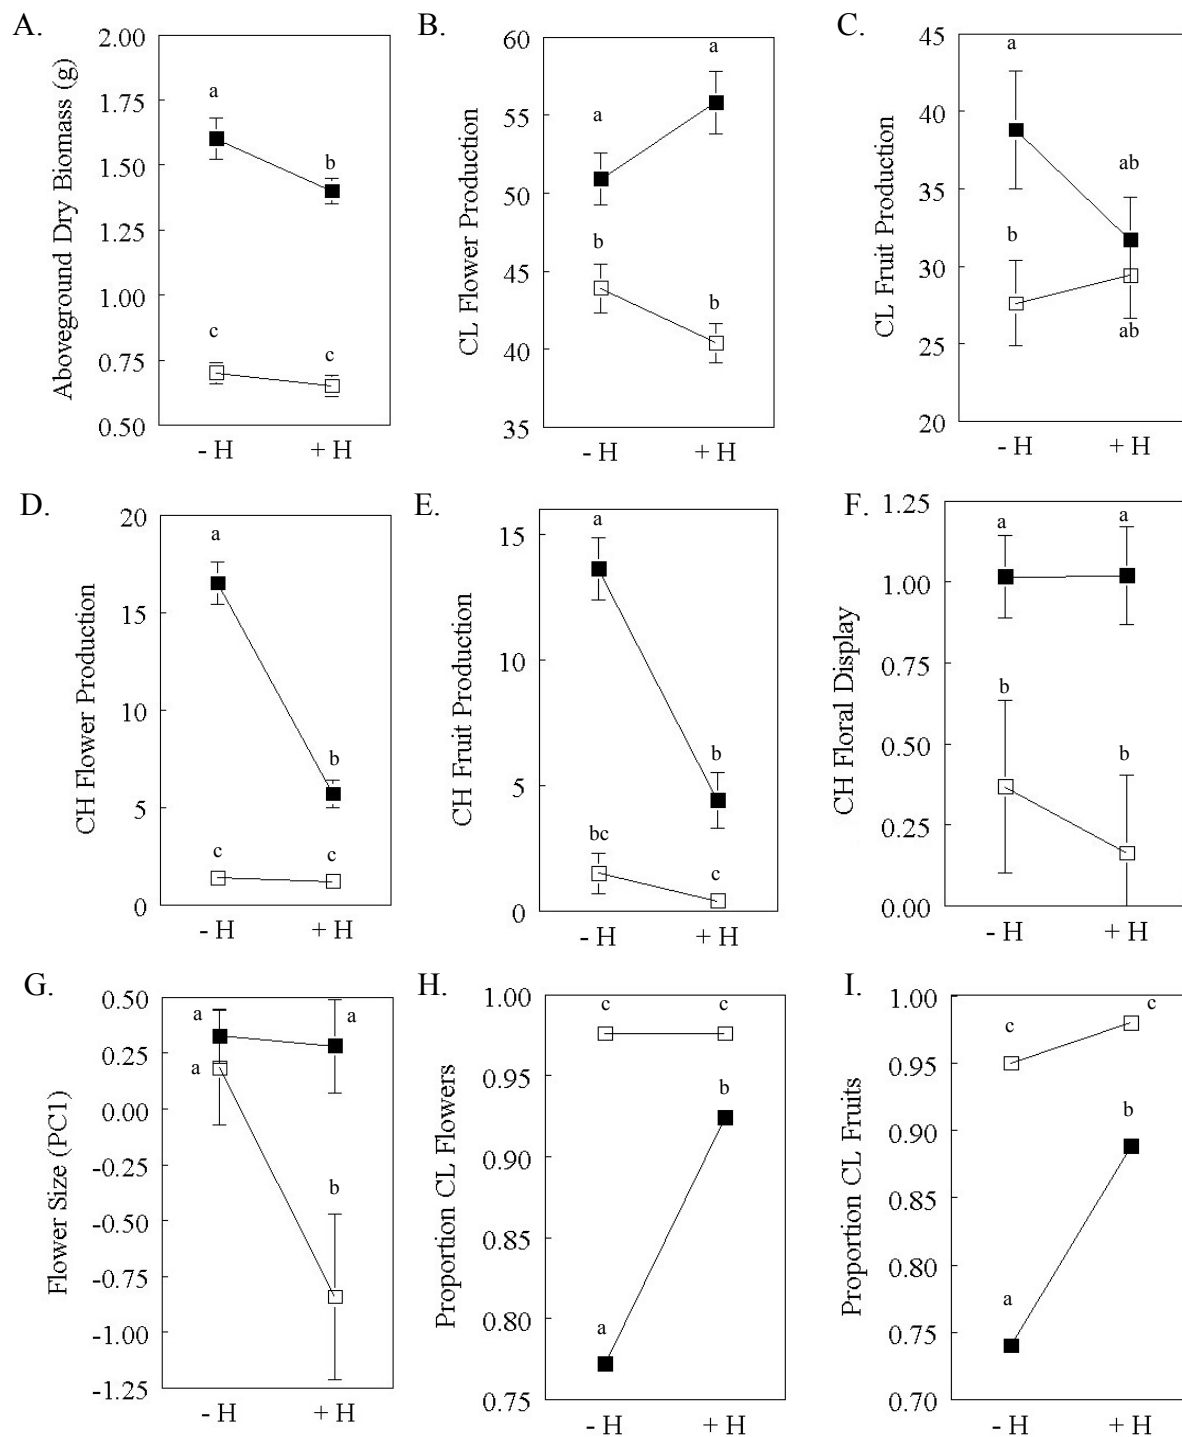 A.
Aboveground Dry Biomass (g)
2.00
1.75
1.50
1.25
1.00
0.75
0.50
a
b
c
c
- H
+ H
B.
CL Flower Production
60
55
50
45
40
35
a
a
b
b
- H
+ H
C.
CL Fruit Production
45
40
35
30
25
20
a
ab
b
ab
- H
+ H
D.
CH Flower Production
20
15
10
5
0
a
b
c
c
- H
+ H
E.
CH Fruit Production
15
10
5
0
a
b
bc
c
- H
+ H
F.
CH Floral Display
1.25
1.00
0.75
0.50
0.25
0.00
a
a
b
b
- H
+ H
G.
Flower Size (PC1)
0.50
0.25
0.00
-0.25
-0.50
-0.75
-1.00
-1.25
a
a
a
b
- H
+ H
H.
Proportion CL Flowers
1.00
0.95
0.90
0.85
0.80
0.75
c
c
b
a
- H
+ H
I.
Proportion CL Fruits
1.00
0.95
0.90
0.85
0.80
0.75
0.70
c
c
b
a
- H
+ H